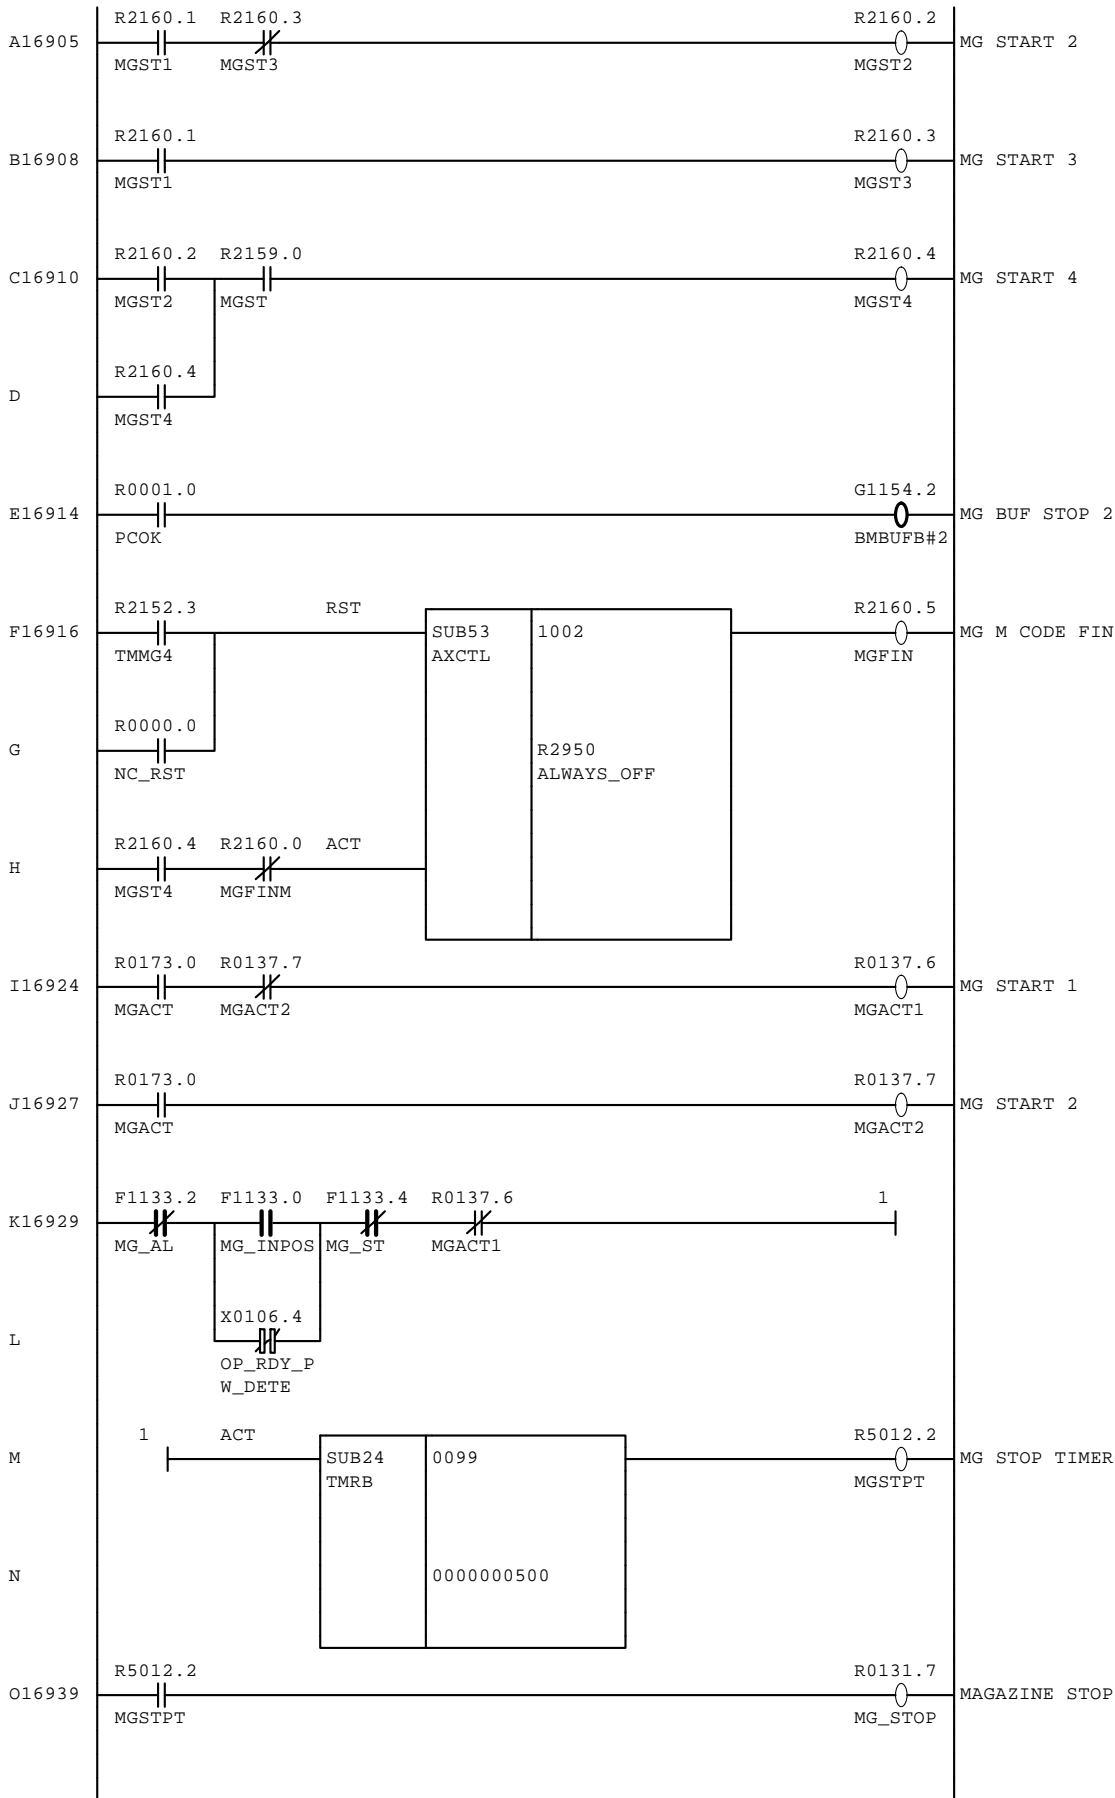 R2160.1 R2160.3 R2160.2
A16905 MG START 2
MGST1 MGST3 MGST2
R2160.1 R2160.3
B16908 MG START 3
MGST1 MGST3
R2160.2 R2159.0 R2160.4
C16910 MG START 4
MGST2 MGST MGST4
R2160.4
D
MGST4
R0001.0 G1154.2
E16914 MG BUF STOP 2
PCOK BMBUFB#2
R2152.3 RST R2160.5
F16916 SUB53 1002 MG M CODE FIN
TMMG4 AXCTL MGFIN
R0000.0
G R2950
NC_RST ALWAYS_OFF
R2160.4 R2160.0 ACT
H
MGST4 MGFINM
R0173.0 R0137.7 R0137.6
I16924 MG START 1
MGACT MGACT2 MGACT1
R0173.0 R0137.7
J16927 MG START 2
MGACT MGACT2
F1133.2 F1133.0 F1133.4 R0137.6 1
K16929
MG_AL MG_INPOS MG_ST MGACT1
X0106.4
L
OP_RDY_P
W_DETE
1 ACT R5012.2
M SUB24 0099 MG STOP TIMER
TMRB MGSTPT
N 0000000500
R5012.2 R0131.7
O16939 MAGAZINE STOP
MGSTPT MG_STOP